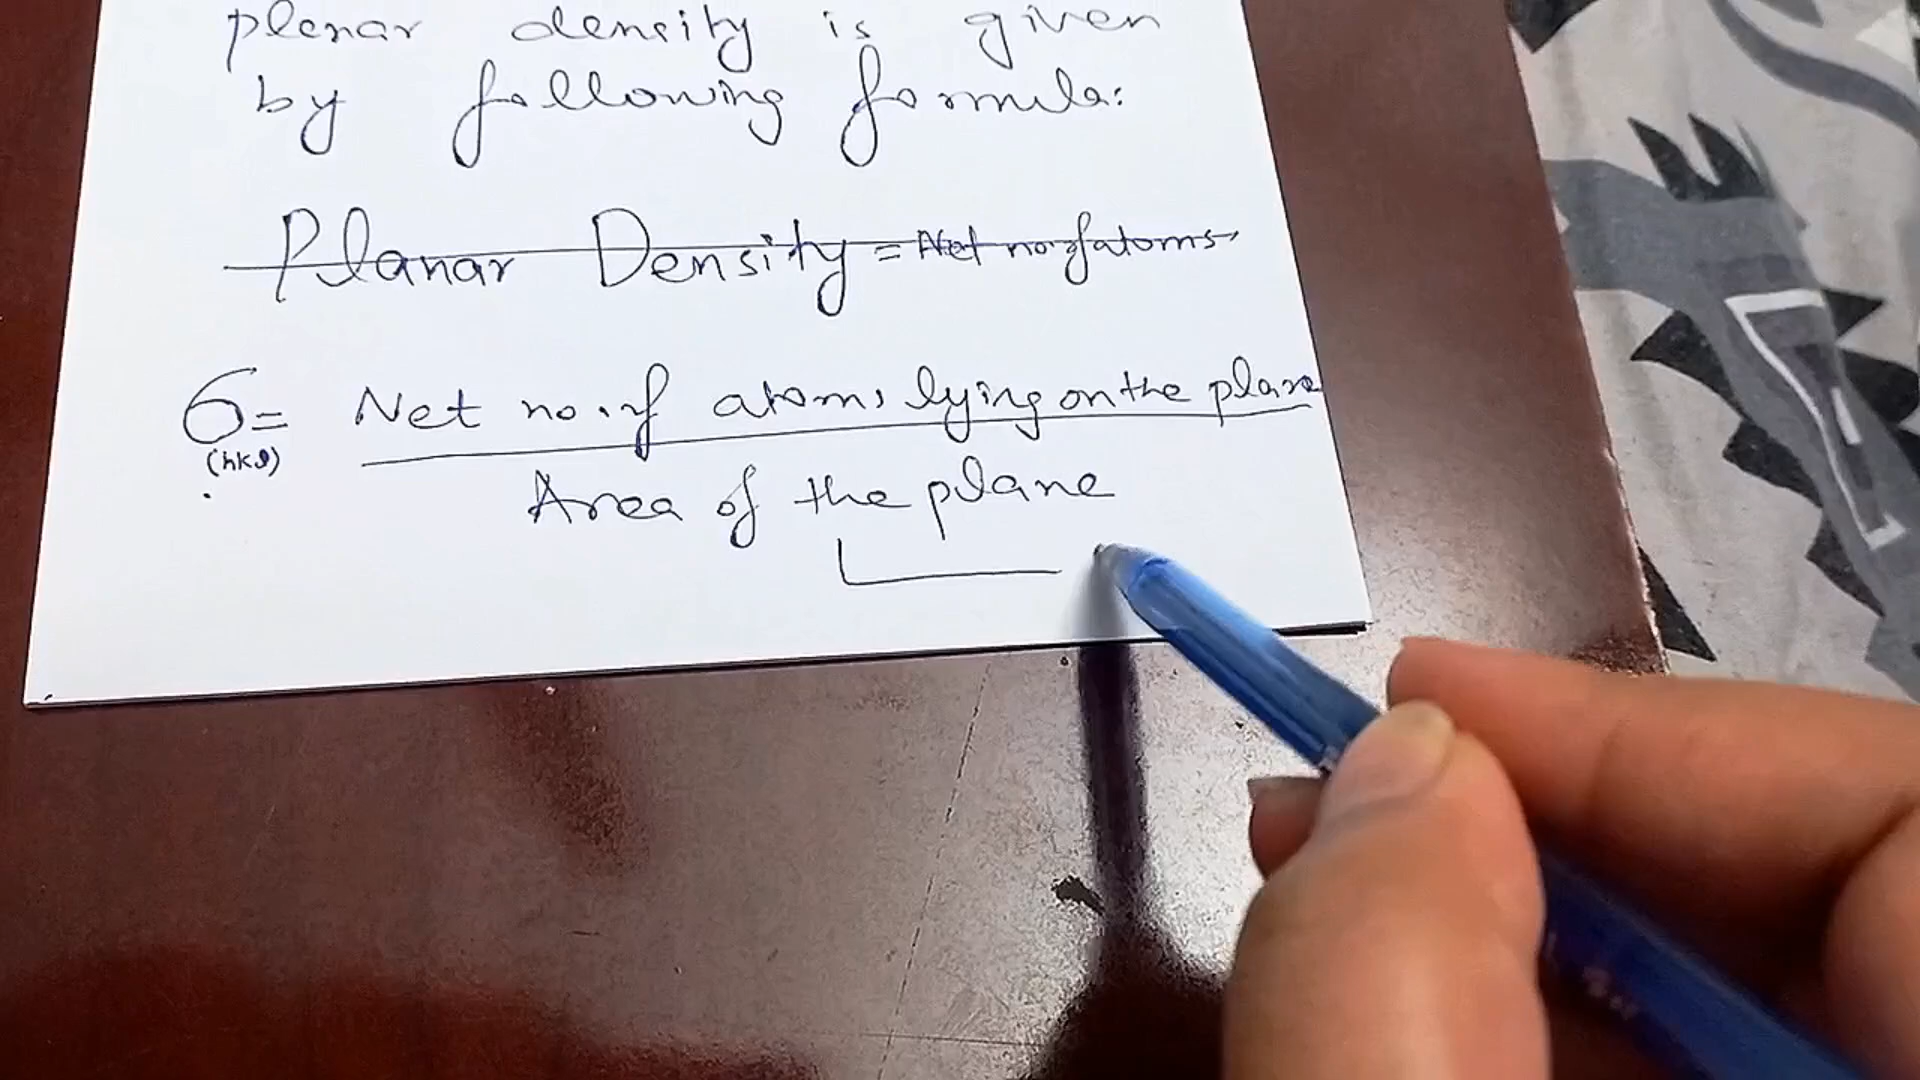 planar density is given
by following formula:
Planar Density = Net no. of atoms
6 = Net no. of atoms lying on the plane
(hkl)
Area of the plane